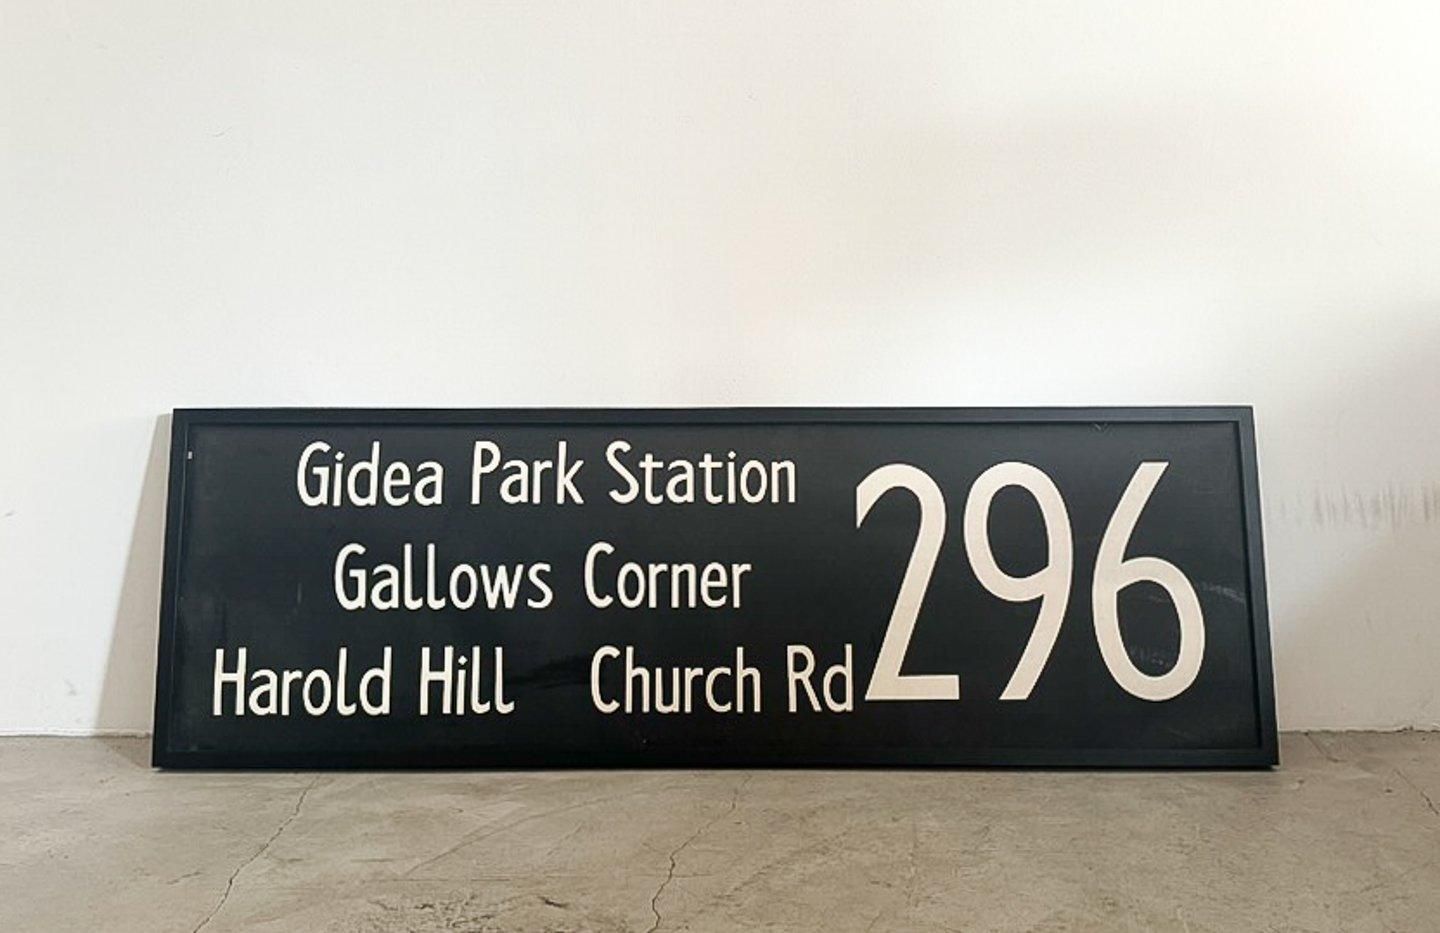 Gidea Park Station
Gallows Corner
Harold Hill Church Rd
296